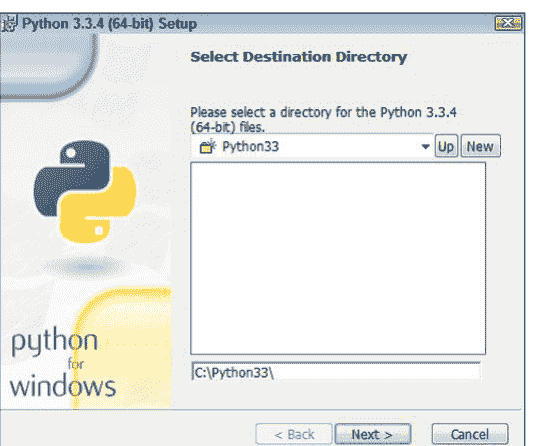 Python 3.3.4 (64-bit) Setup
Select Destination Directory
Please select a directory for the Python 3.3.4
(64-bit) files.
Python33
Up
New
C:\Python33\
python
for
windows
< Back
Next >
Cancel